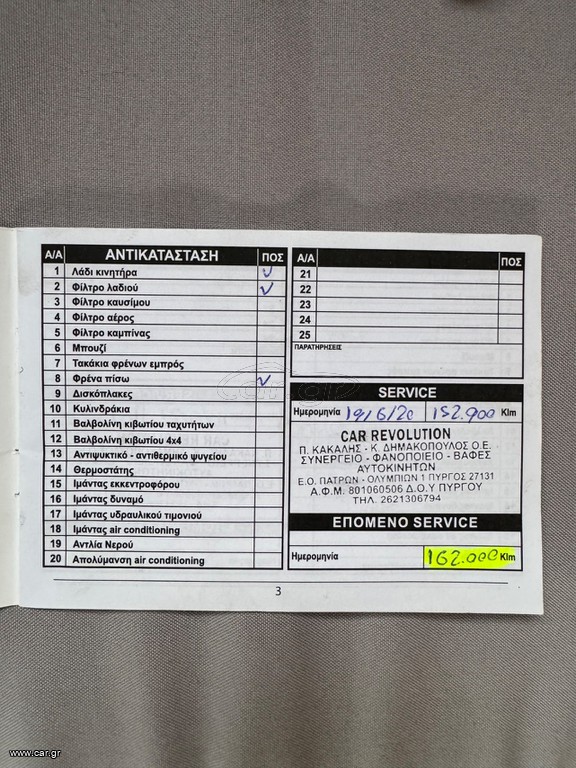 Α/Α ΑΝΤΙΚΑΤΑΣΤΑΣΗ ΠΟΣ
1 Λάδι κινητήρα ✓
2 Φίλτρο λαδιού ✓
3 Φίλτρο καυσίμου
4 Φίλτρο αέρος
5 Φίλτρο καμπίνας
6 Μπουζί
7 Τακάκια φρένων εμπρός
8 Φρένα πίσω ✓
9 Δισκόπλακες
10 Κυλινδράκια
11 Βαλβολίνη κιβωτίου ταχυτήτων
12 Βαλβολίνη κιβωτίου 4x4
13 Αντιψυκτικό - αντιθερμικό ψυγείου
14 Θερμοστάτης
15 Ιμάντας εκκεντροφόρου
16 Ιμάντας δυναμό
17 Ιμάντας υδραυλικού τιμονιού
18 Ιμάντας air conditioning
19 Αντλία Νερού
20 Απολύμανση air conditioning
Α/Α ΠΟΣ
21
22
23
24
25
ΠΑΡΑΤΗΡΗΣΕΙΣ
SERVICE
Ημερομηνία 19/6/20 152.900 Klm
CAR REVOLUTION
Π. ΚΑΚΑΛΗΣ - Κ. ΔΗΜΑΚΟΠΟΥΛΟΣ Ο.Ε.
ΣΥΝΕΡΓΕΙΟ - ΦΑΝΟΠΟΙΕΙΟ - ΒΑΦΕΣ
ΑΥΤΟΚΙΝΗΤΩΝ
Ε.Ο. ΠΑΤΡΩΝ - ΟΛΥΜΠΙΩΝ 1 ΠΥΡΓΟΣ 27131
Α.Φ.Μ. 801060506 Δ.Ο.Υ ΠΥΡΓΟΥ
ΤΗΛ. 2621306794
ΕΠΟΜΕΝΟ SERVICE
Ημερομηνία 162.000 Klm
3
www.car.gr